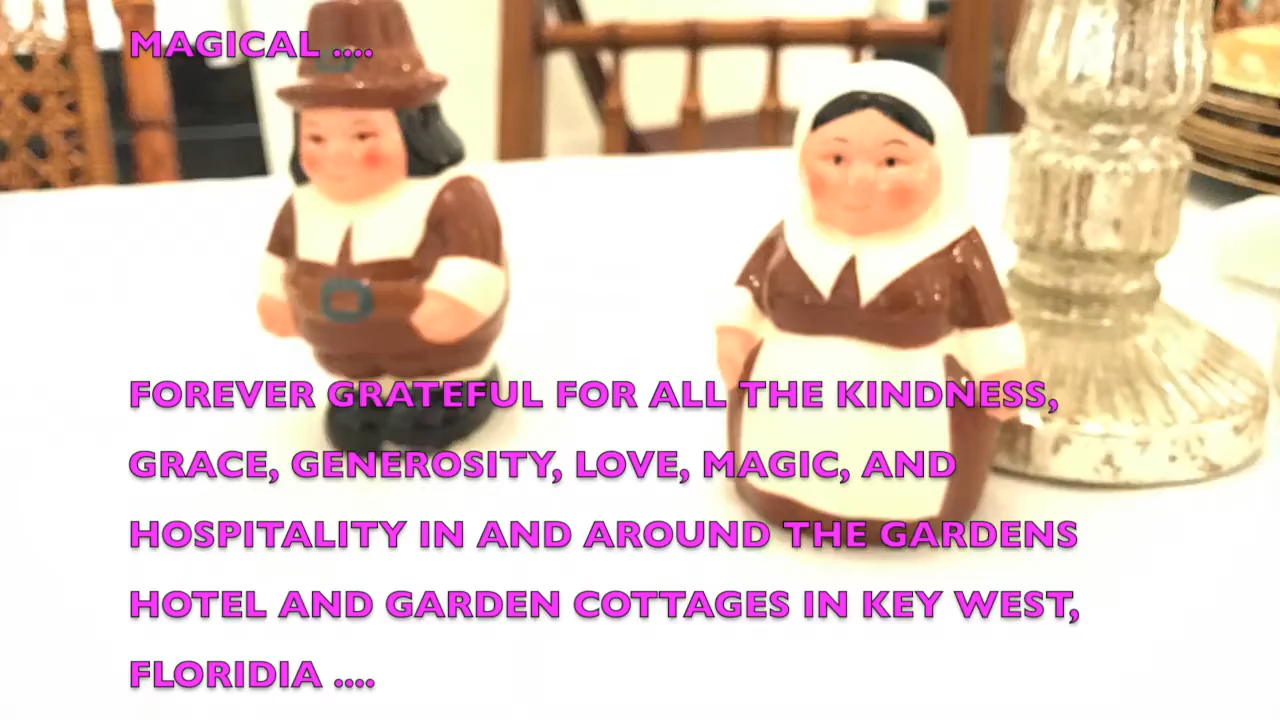 MAGICAL ....
FOREVER GRATEFUL FOR ALL THE KINDNESS,
GRACE, GENEROSITY, LOVE, MAGIC, AND
HOSPITALITY IN AND AROUND THE GARDENS
HOTEL AND GARDEN COTTAGES IN KEY WEST,
FLORIDIA ....